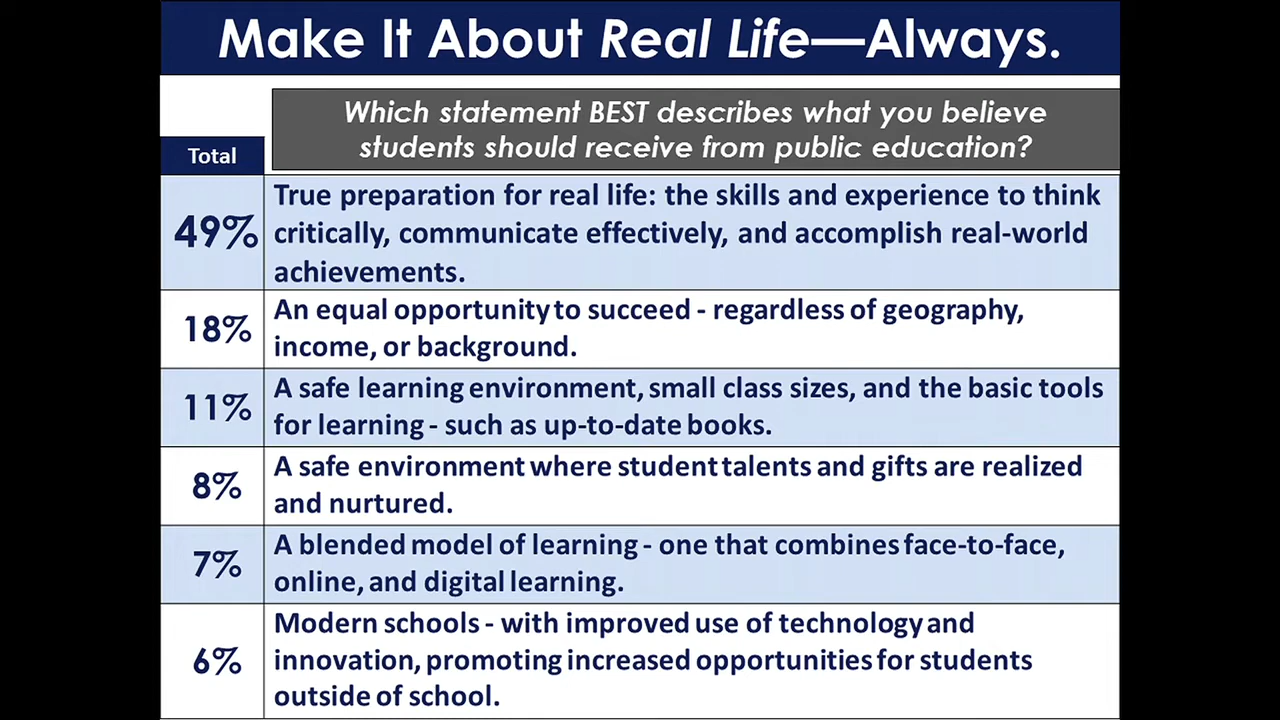 Make It About Real Life—Always.
Which statement BEST describes what you believe
students should receive from public education?
Total
49%
True preparation for real life: the skills and experience to think
critically, communicate effectively, and accomplish real-world
achievements.
18%
An equal opportunity to succeed - regardless of geography,
income, or background.
11%
A safe learning environment, small class sizes, and the basic tools
for learning - such as up-to-date books.
8%
A safe environment where student talents and gifts are realized
and nurtured.
7%
A blended model of learning - one that combines face-to-face,
online, and digital learning.
6%
Modern schools - with improved use of technology and
innovation, promoting increased opportunities for students
outside of school.